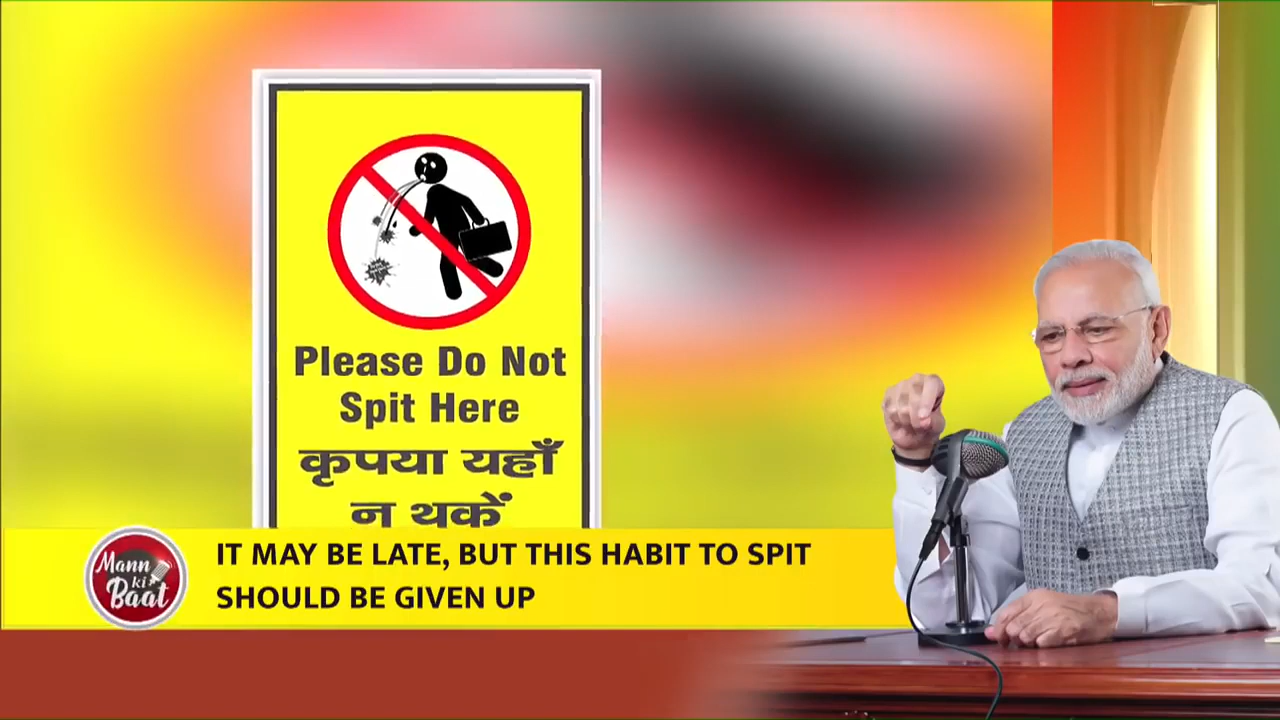 Please Do Not
Spit Here
कृपया यहाँ
न थूकें
Mann
ki
Baat
IT MAY BE LATE, BUT THIS HABIT TO SPIT
SHOULD BE GIVEN UP